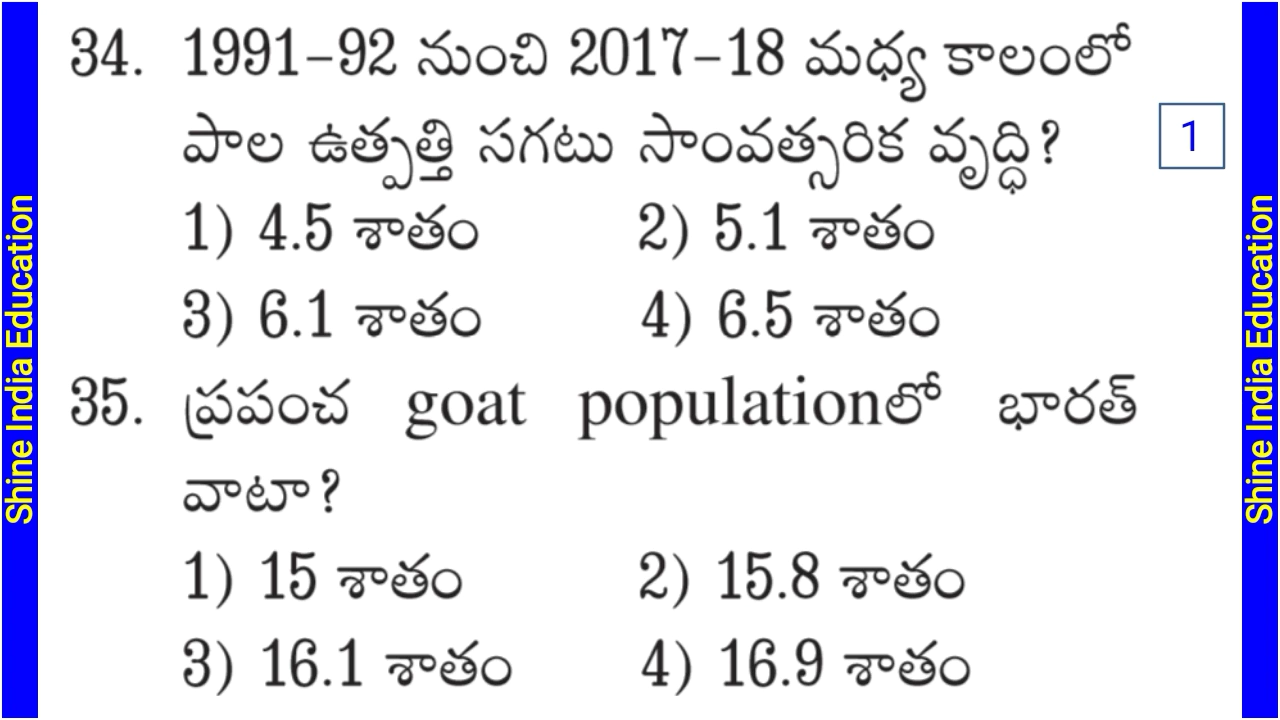 34. 1991-92 నుంచి 2017-18 మధ్య కాలంలో
పాల ఉత్పత్తి సగటు సాంవత్సరిక వృద్ధి?
1
1) 4.5 శాతం 2) 5.1 శాతం
3) 6.1 శాతం 4) 6.5 శాతం
35. ప్రపంచ goat populationలో భారత్
వాటా?
1) 15 శాతం 2) 15.8 శాతం
3) 16.1 శాతం 4) 16.9 శాతం
Shine India Education
Shine India Education